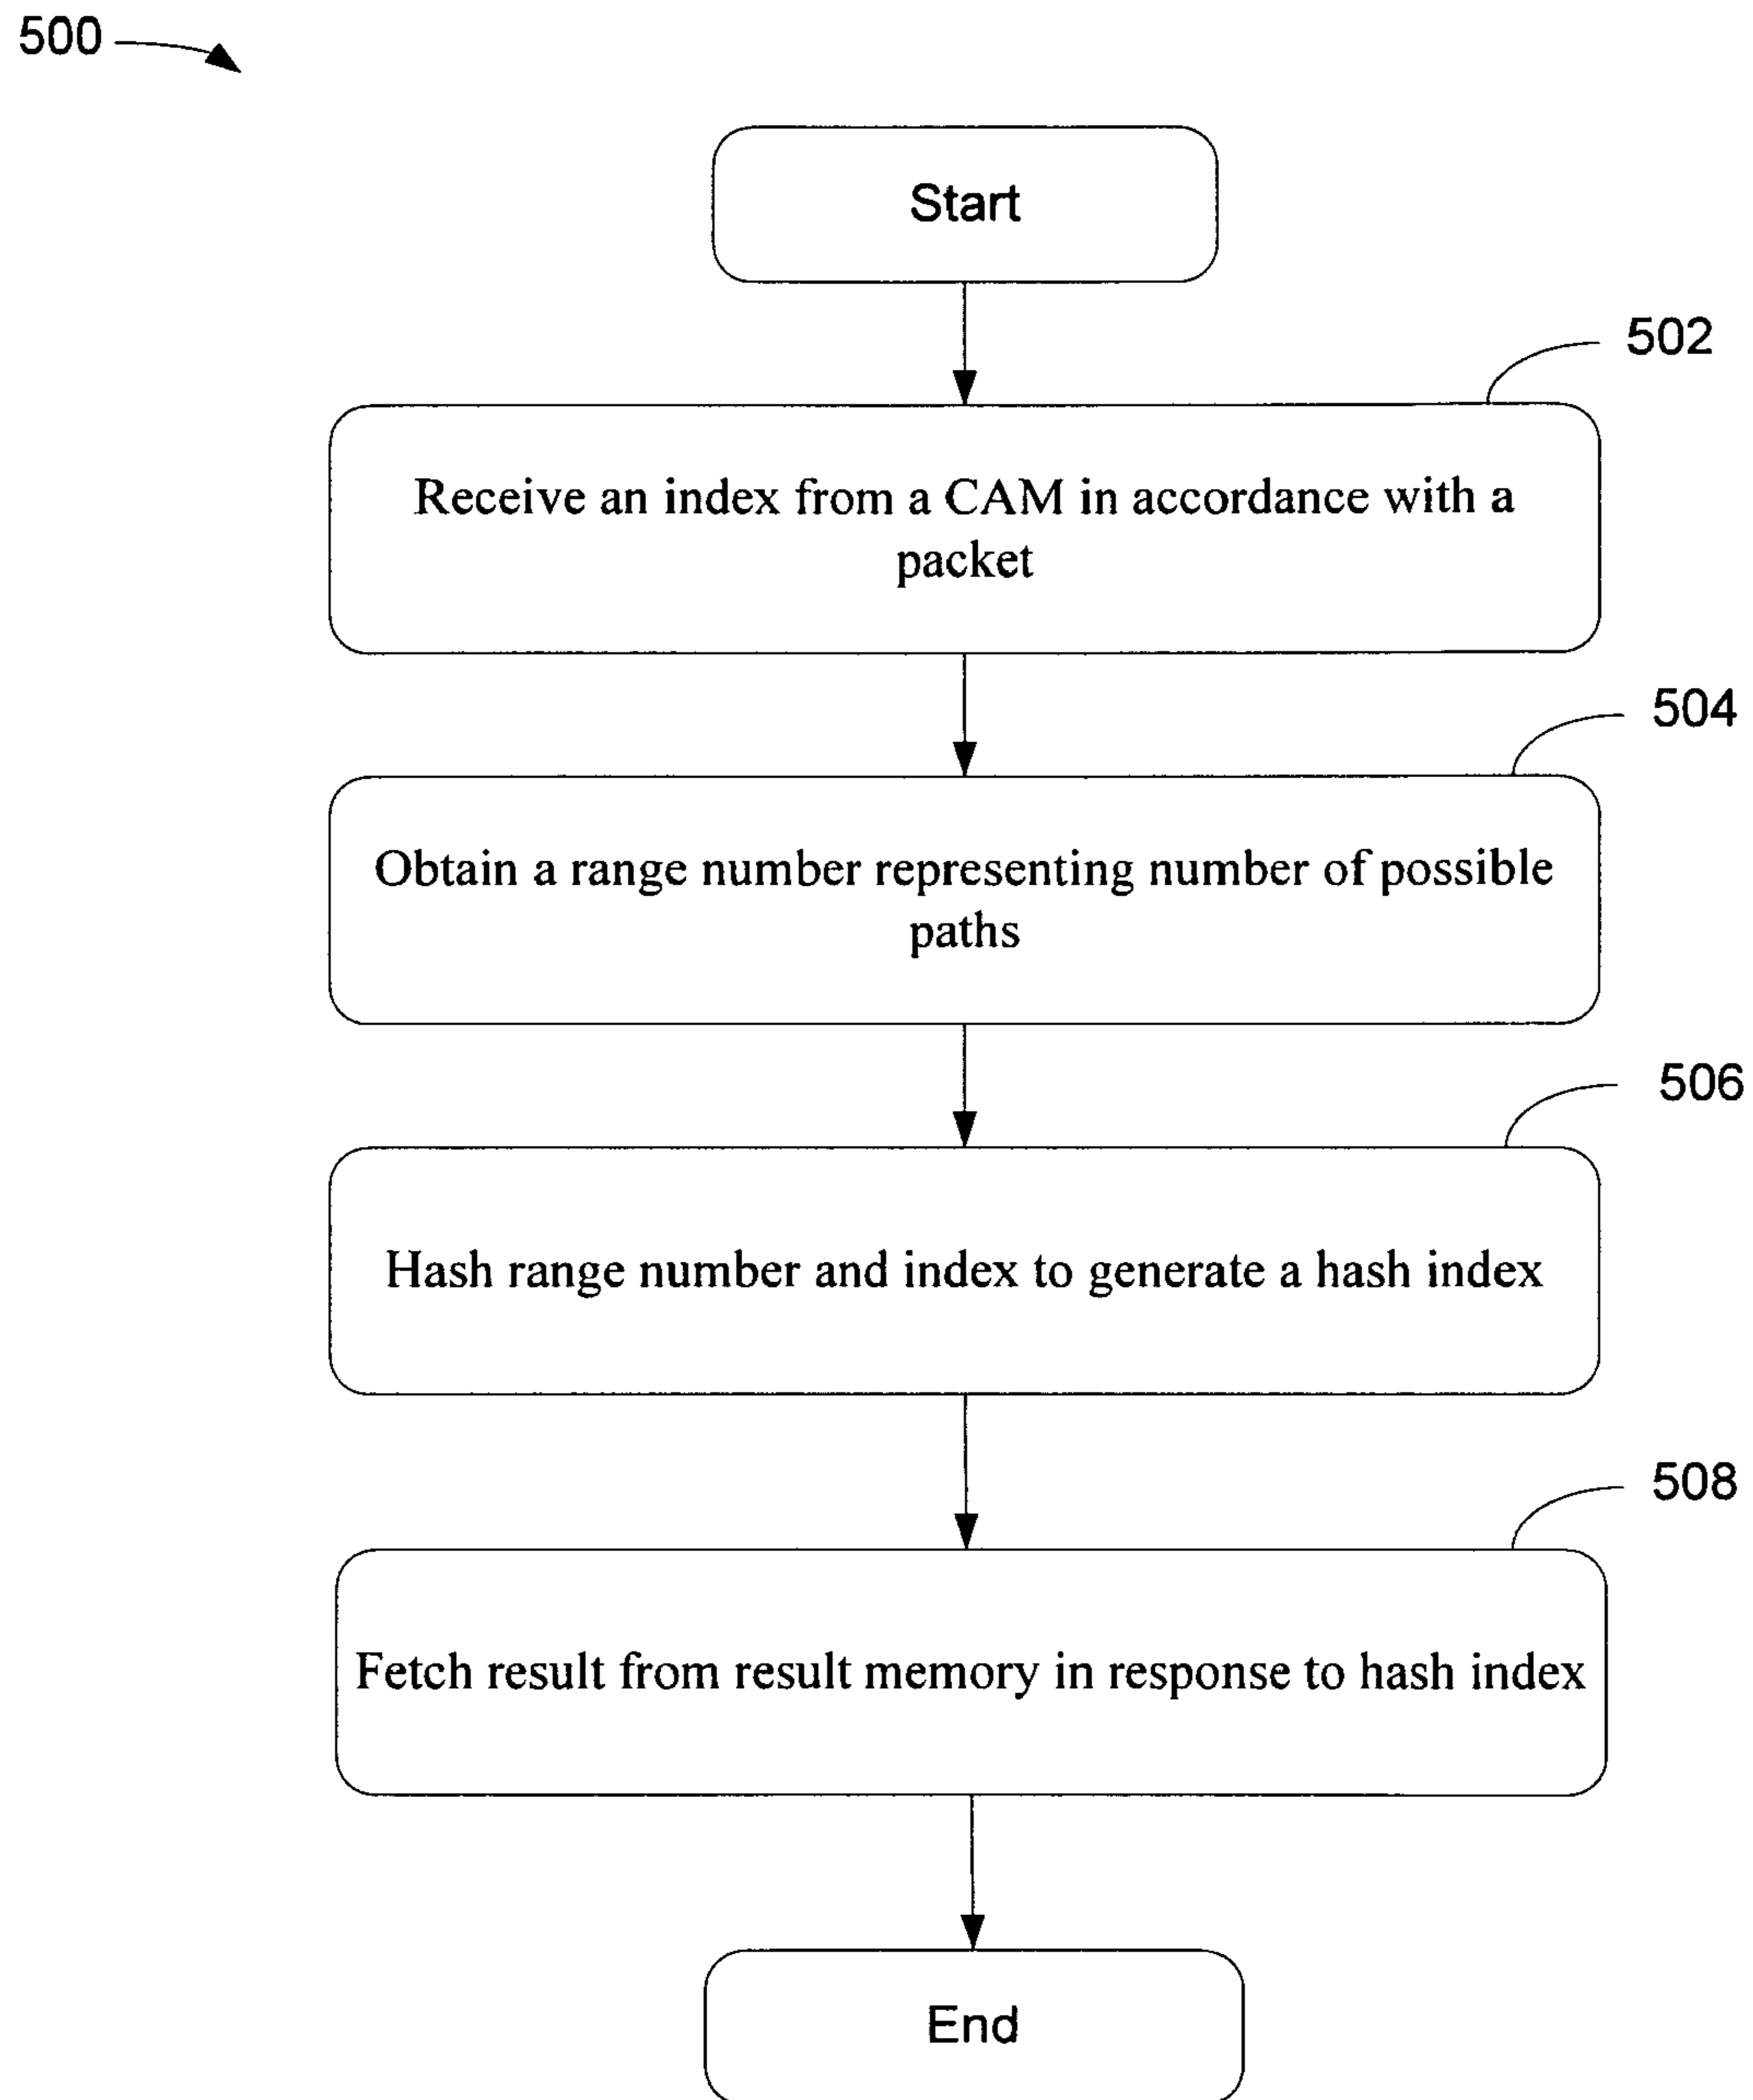 500
Start
502
Receive an index from a CAM in accordance with a
packet
504
Obtain a range number representing number of possible
paths
506
Hash range number and index to generate a hash index
508
Fetch result from result memory in response to hash index
End